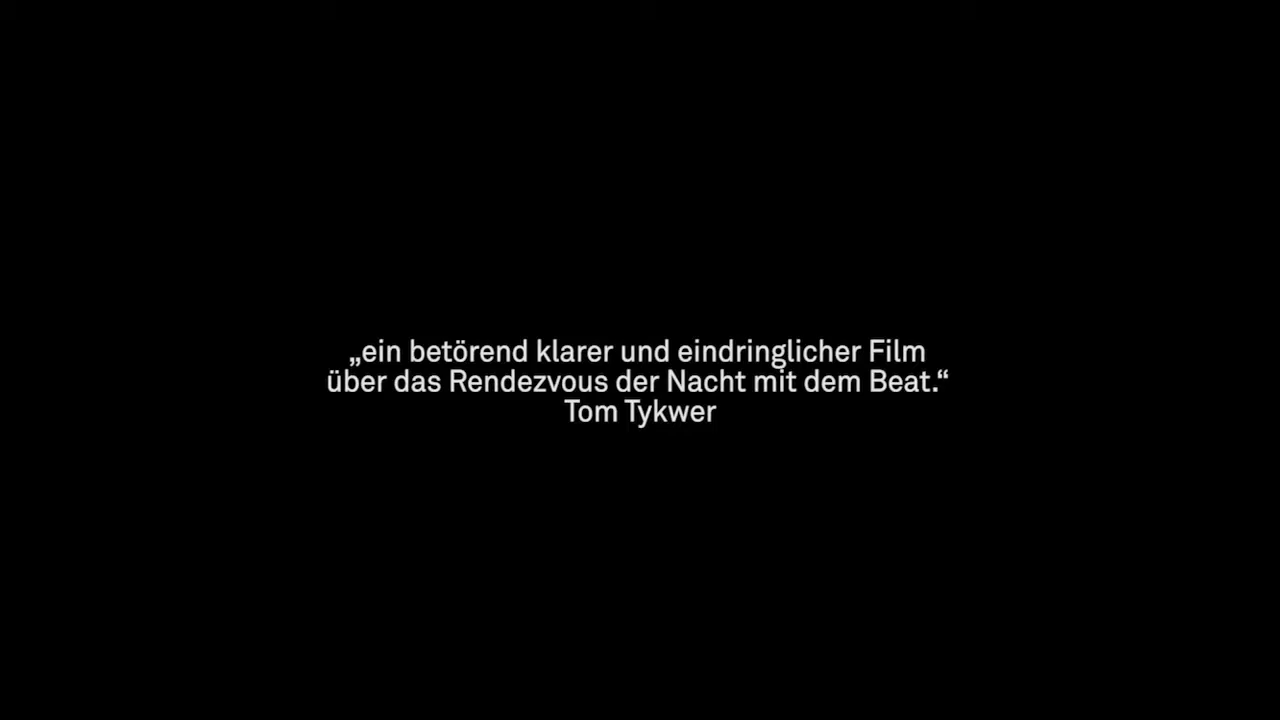 „ein betörend klarer und eindringlicher Film
über das Rendezvous der Nacht mit dem Beat.“
Tom Tykwer